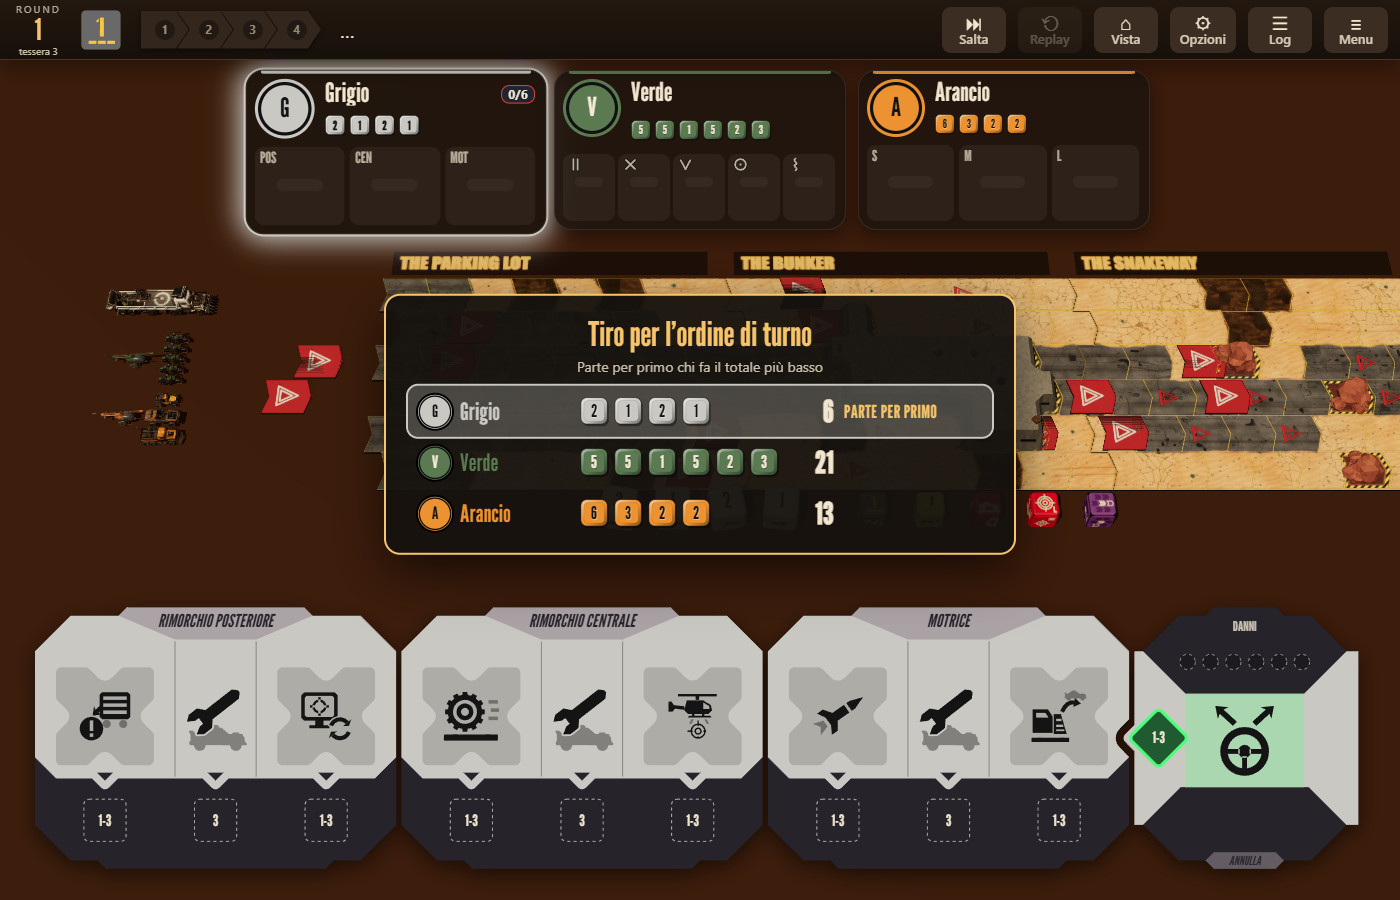 ROUND
1
tessera 3
1
1 2 3 4 ...
Salta
Replay
Vista
Opzioni
Log
Menu
G
Grigio
0/6
2 1 2 1
POS CEN MOT
V
Verde
5 5 1 5 2 3
A
Arancio
6 3 2 2
S M L
THE PARKING LOT
THE BUNKER
THE SNAKEWAY
Tiro per l'ordine di turno
Parte per primo chi fa il totale più basso
G Grigio 2 1 2 1 6 PARTE PER PRIMO
V Verde 5 5 1 5 2 3 21
A Arancio 6 3 2 2 13
RIMORCHIO POSTERIORE
1-3 3 1-3
RIMORCHIO CENTRALE
1-3 3 1-3
MOTRICE
1-3 3 1-3
DANNI
1-3
ANNULLA